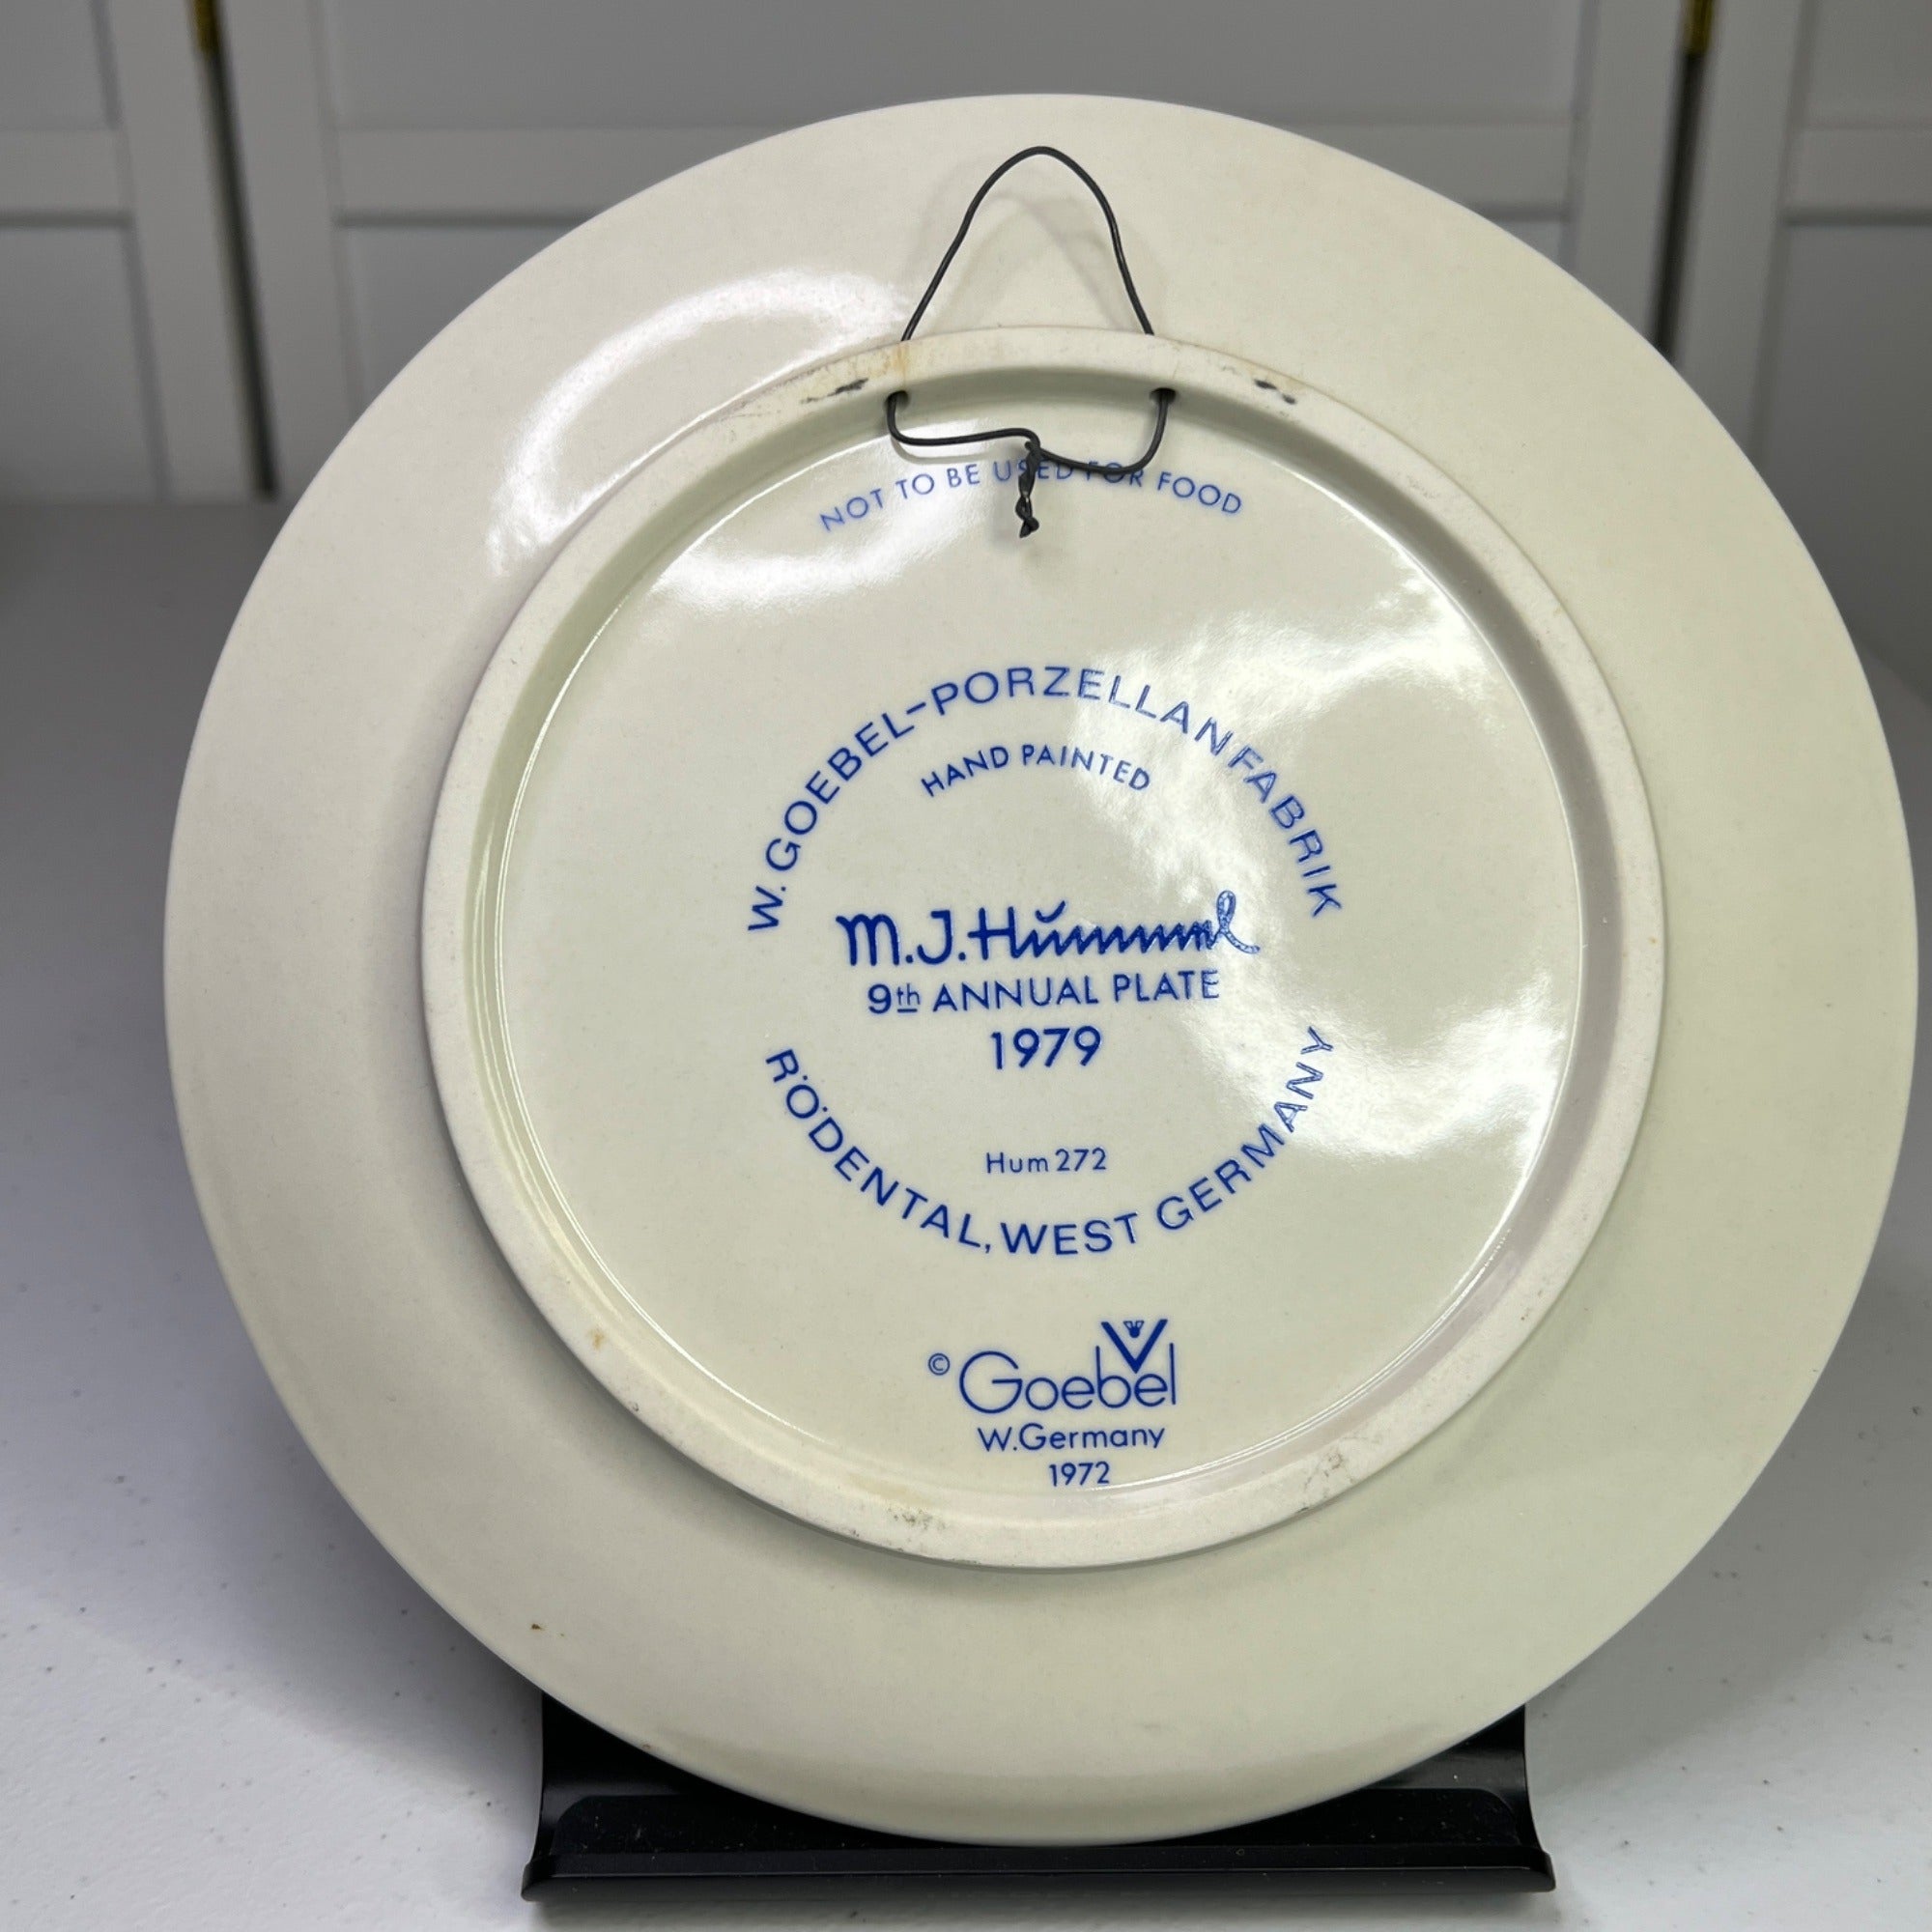 NOT TO BE USED FOR FOOD
W. GOEBEL-PORZELLANFABRIK
HAND PAINTED
M.J.Hummel
9th ANNUAL PLATE
1979
Hum 272
RÖDENTAL, WEST GERMANY
© Goebel
W.Germany
1972